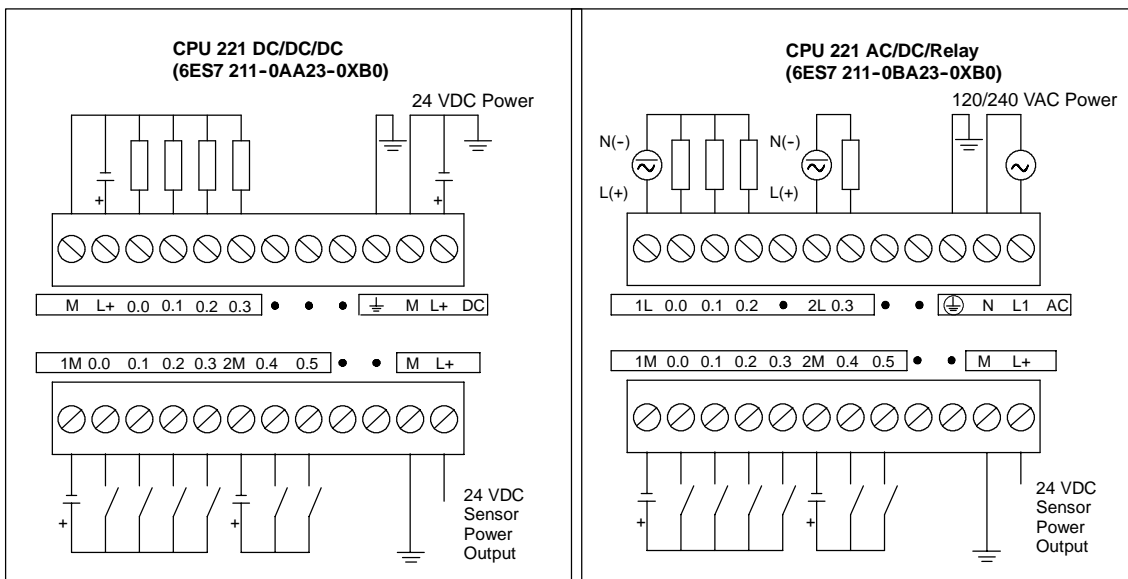 CPU 221 DC/DC/DC
(6ES7 211-0AA23-0XB0)
24 VDC Power
+
+
M L+ 0.0 0.1 0.2 0.3 • • • ⏚ M L+ DC
1M 0.0 0.1 0.2 0.3 2M 0.4 0.5 • • M L+
+
+
24 VDC
Sensor
Power
Output
CPU 221 AC/DC/Relay
(6ES7 211-0BA23-0XB0)
120/240 VAC Power
N(-)
N(-)
L(+)
L(+)
1L 0.0 0.1 0.2 • 2L 0.3 • • ⏚ N L1 AC
1M 0.0 0.1 0.2 0.3 2M 0.4 0.5 • • M L+
+
+
24 VDC
Sensor
Power
Output